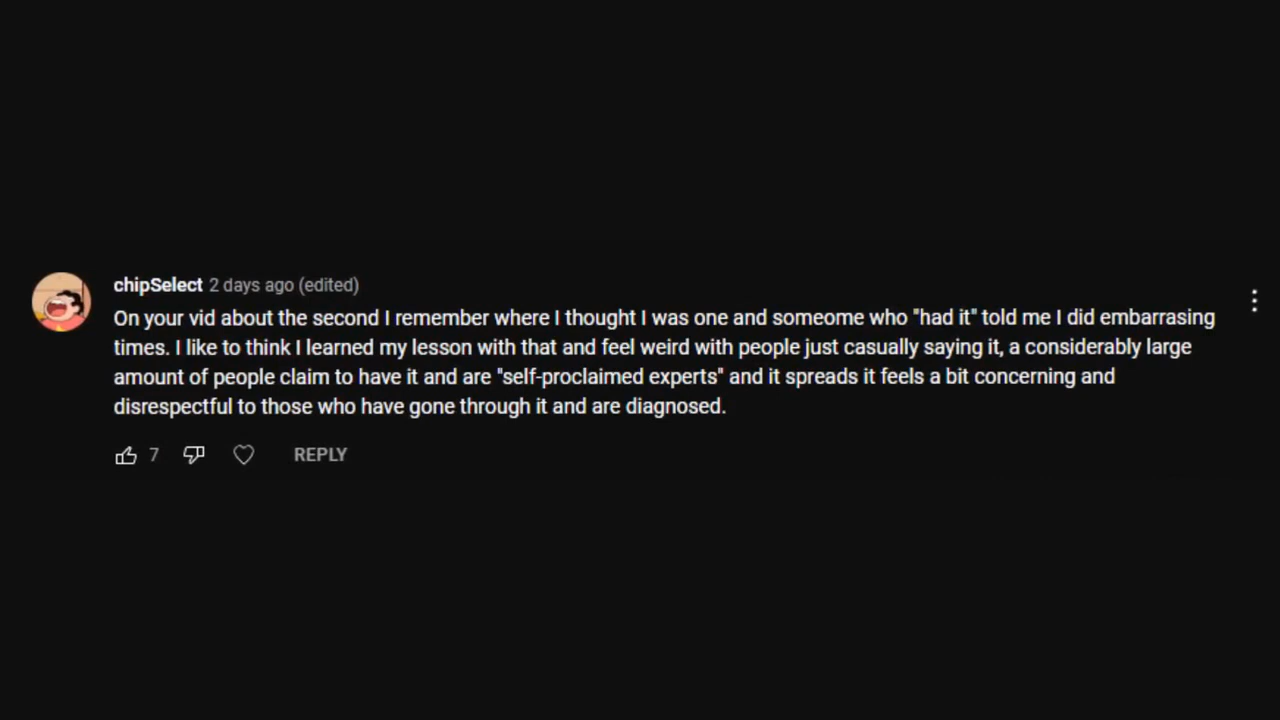 chipSelect 2 days ago (edited)
On your vid about the second I remember where I thought I was one and someome who "had it" told me I did embarrasing
times. I like to think I learned my lesson with that and feel weird with people just casually saying it, a considerably large
amount of people claim to have it and are "self-proclaimed experts" and it spreads it feels a bit concerning and
disrespectful to those who have gone through it and are diagnosed.
7 REPLY